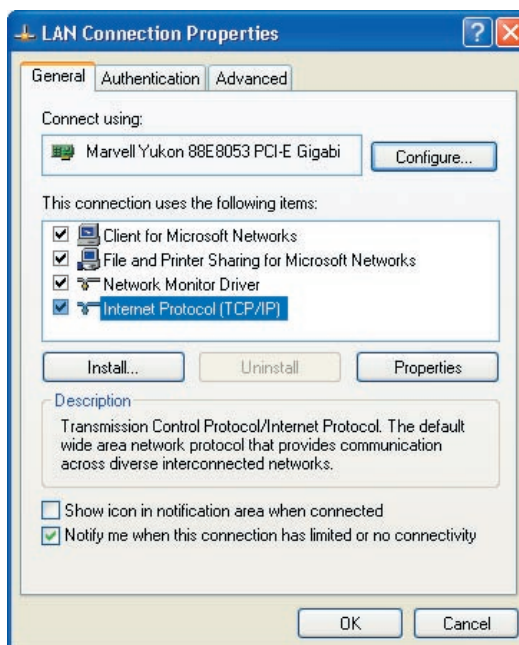 LAN Connection Properties
General Authentication Advanced
Connect using:
Marvell Yukon 88E8053 PCI-E Gigabi
Configure...
This connection uses the following items:
Client for Microsoft Networks
File and Printer Sharing for Microsoft Networks
Network Monitor Driver
Internet Protocol (TCP/IP)
Install... Uninstall Properties
Description
Transmission Control Protocol/Internet Protocol. The default
wide area network protocol that provides communication
across diverse interconnected networks.
Show icon in notification area when connected
Notify me when this connection has limited or no connectivity
OK Cancel